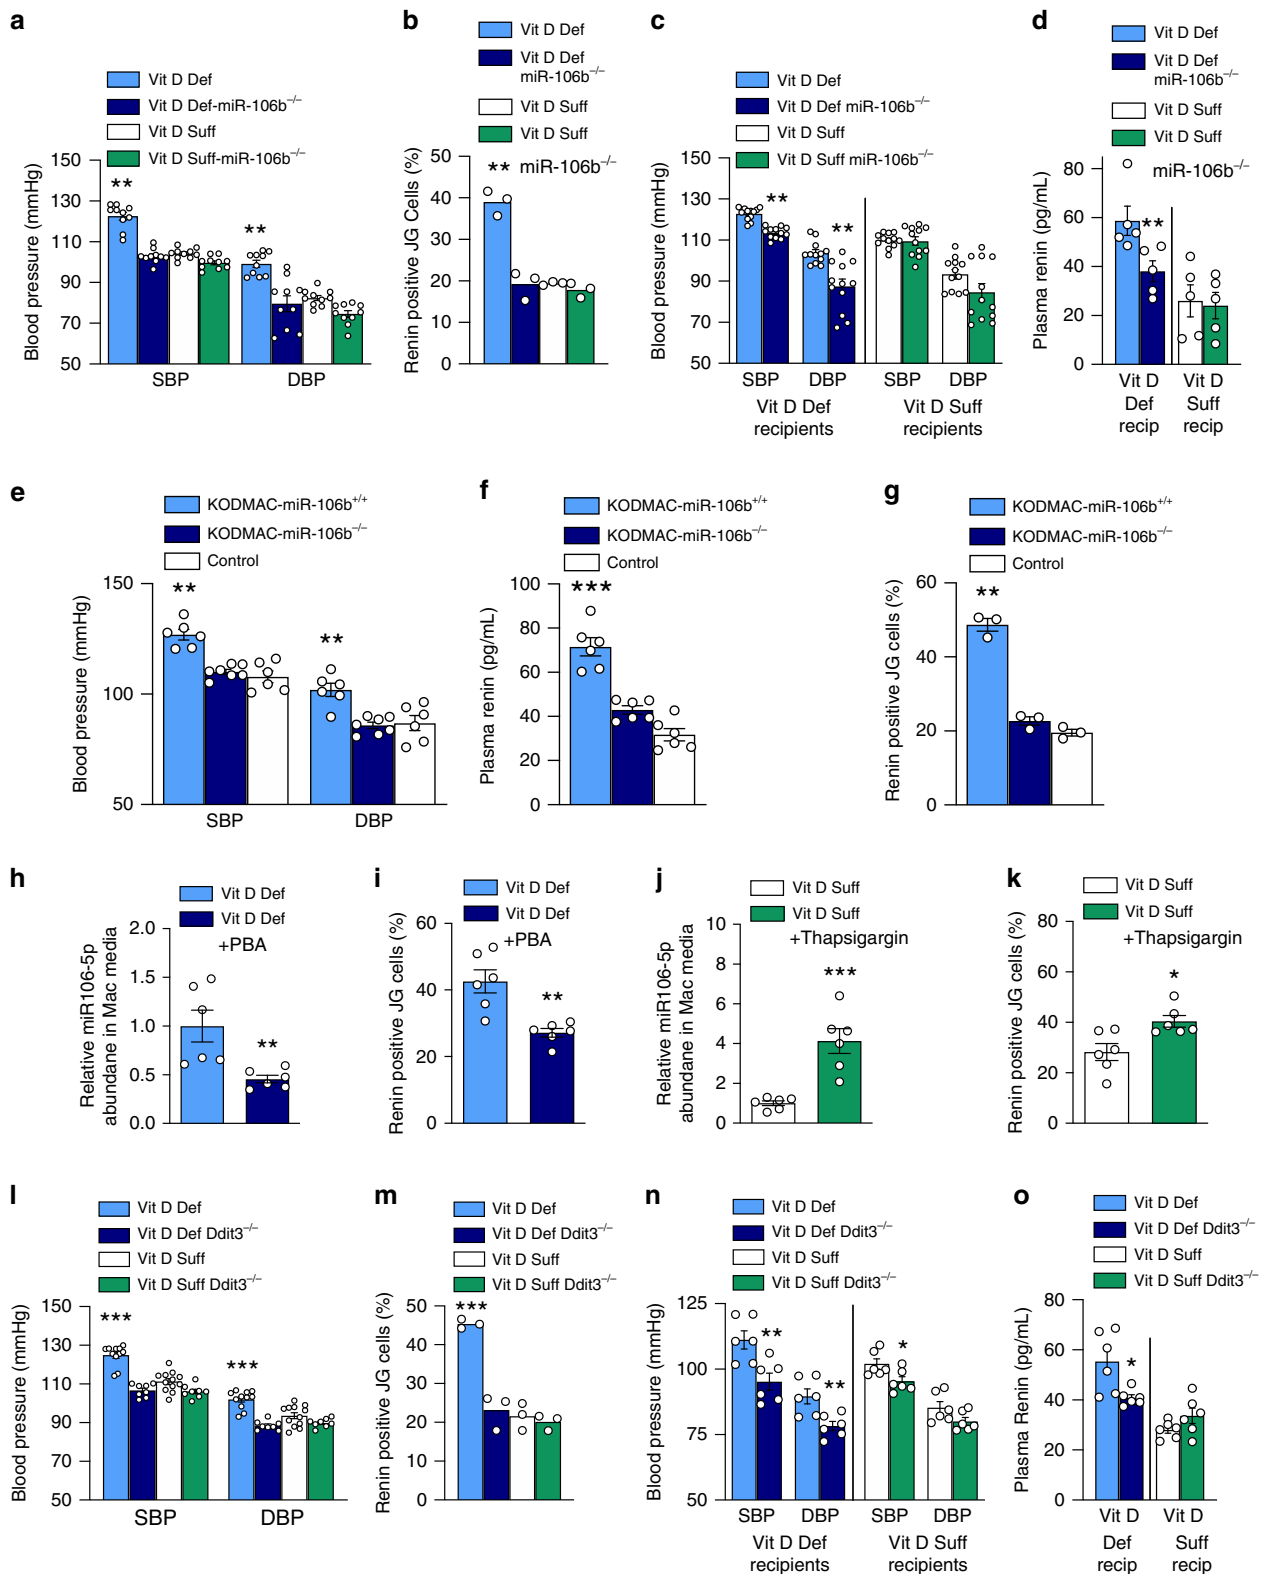 a
Vit D Def
Vit D Def-miR-106b−/−
Vit D Suff
Vit D Suff-miR-106b−/−
Blood pressure (mmHg)
150
130
110
90
70
50
**
**
SBP
DBP
b
Vit D Def
Vit D Def
miR-106b−/−
Vit D Suff
Vit D Suff
miR-106b−/−
Renin positive JG Cells (%)
50
40
30
20
10
0
**
c
Vit D Def
Vit D Def miR-106b−/−
Vit D Suff
Vit D Suff miR-106b−/−
Blood pressure (mmHg)
150
130
110
90
70
50
**
**
SBP
DBP
SBP
DBP
Vit D Def
recipients
Vit D Suff
recipients
d
Vit D Def
Vit D Def
miR-106b−/−
Vit D Suff
Vit D Suff
miR-106b−/−
Plasma renin (pg/mL)
80
60
40
20
0
**
Vit D
Def
recip
Vit D
Suff
recip
e
KODMAC-miR-106b+/+
KODMAC-miR-106b−/−
Control
Blood pressure (mmHg)
150
100
50
**
**
SBP
DBP
f
KODMAC-miR-106b+/+
KODMAC-miR-106b−/−
Control
Plasma renin (pg/mL)
100
80
60
40
20
0
***
g
KODMAC-miR-106b+/+
KODMAC-miR-106b−/−
Control
Renin positive JG cells (%)
60
40
20
0
**
h
Vit D Def
Vit D Def
+PBA
Relative miR106-5p
abundane in Mac media
2.0
1.5
1.0
0.5
0.0
**
i
Vit D Def
Vit D Def
+PBA
Renin positive JG cells (%)
60
40
20
0
**
j
Vit D Suff
Vit D Suff
+Thapsigargin
Relative miR106-5p
abundane in Mac media
10
8
6
4
2
0
***
k
Vit D Suff
Vit D Suff
+Thapsigargin
Renin positive JG cells (%)
80
60
40
20
0
*
l
Vit D Def
Vit D Def Ddit3−/−
Vit D Suff
Vit D Suff Ddit3−/−
Blood pressure (mmHg)
150
130
110
90
70
50
***
***
SBP
DBP
m
Vit D Def
Vit D Def Ddit3−/−
Vit D Suff
Vit D Suff Ddit3−/−
Renin positive JG cells (%)
50
40
30
20
10
0
***
n
Vit D Def
Vit D Def Ddit3−/−
Vit D Suff
Vit D Suff Ddit3−/−
Blood pressure (mmHg)
125
100
75
50
**
**
*
SBP
DBP
SBP
DBP
Vit D Def
recipients
Vit D Suff
recipients
o
Vit D Def
Vit D Def Ddit3−/−
Vit D Suff
Vit D Suff Ddit3−/−
Plasma Renin (pg/mL)
80
60
40
20
0
*
Vit D
Def
recip
Vit D
Suff
recip